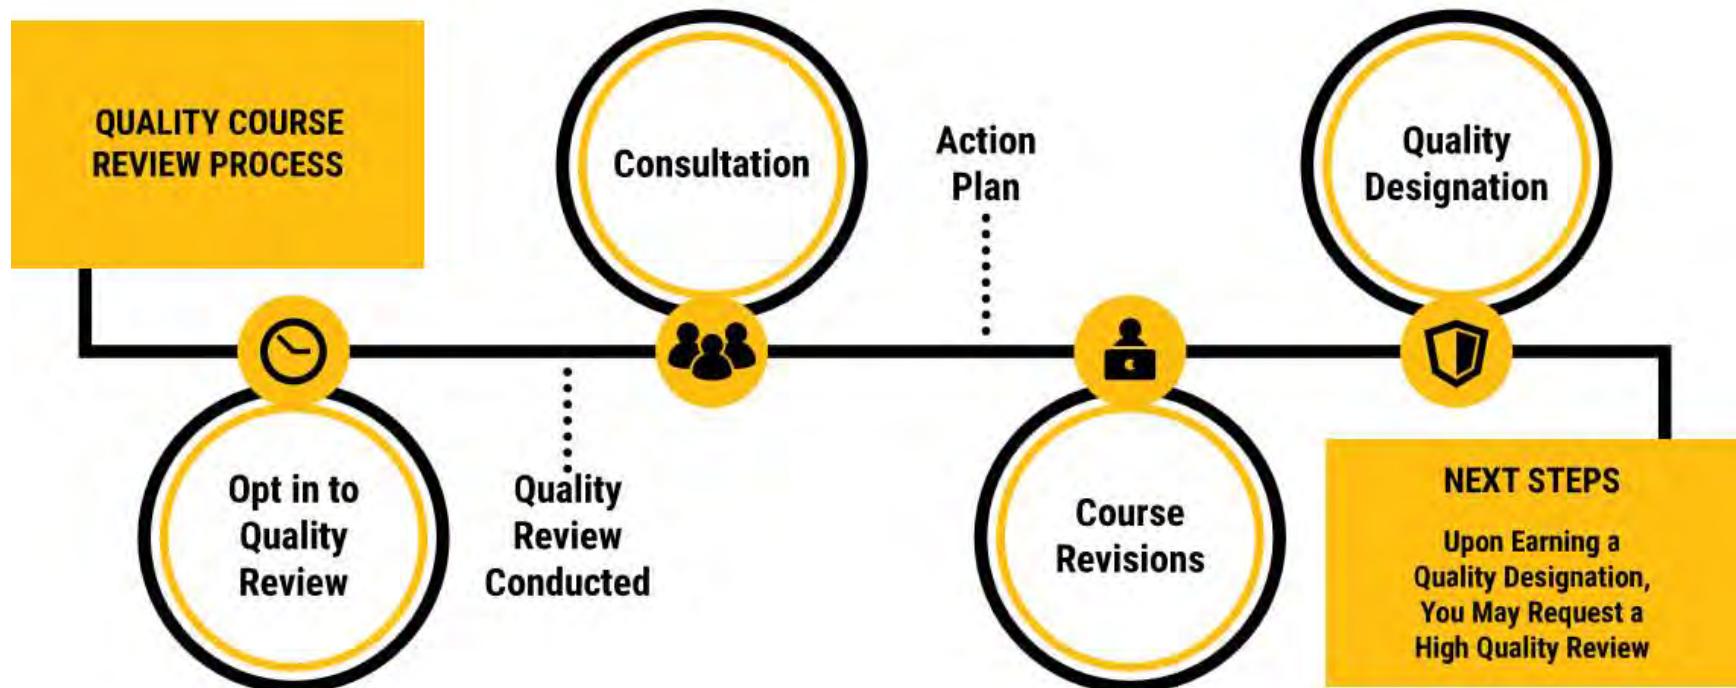 QUALITY COURSE
REVIEW PROCESS
Opt in to
Quality
Review
Quality
Review
Conducted
Consultation
Action
Plan
Course
Revisions
Quality
Designation
NEXT STEPS
Upon Earning a
Quality Designation,
You May Request a
High Quality Review